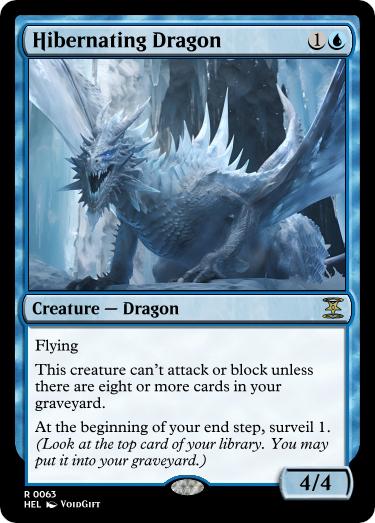 Hibernating Dragon 1
Creature — Dragon
Flying
This creature can't attack or block unless
there are eight or more cards in your
graveyard.
At the beginning of your end step, surveil 1.
(Look at the top card of your library. You may
put it into your graveyard.)
4/4
R 0063
HEL VoidGift